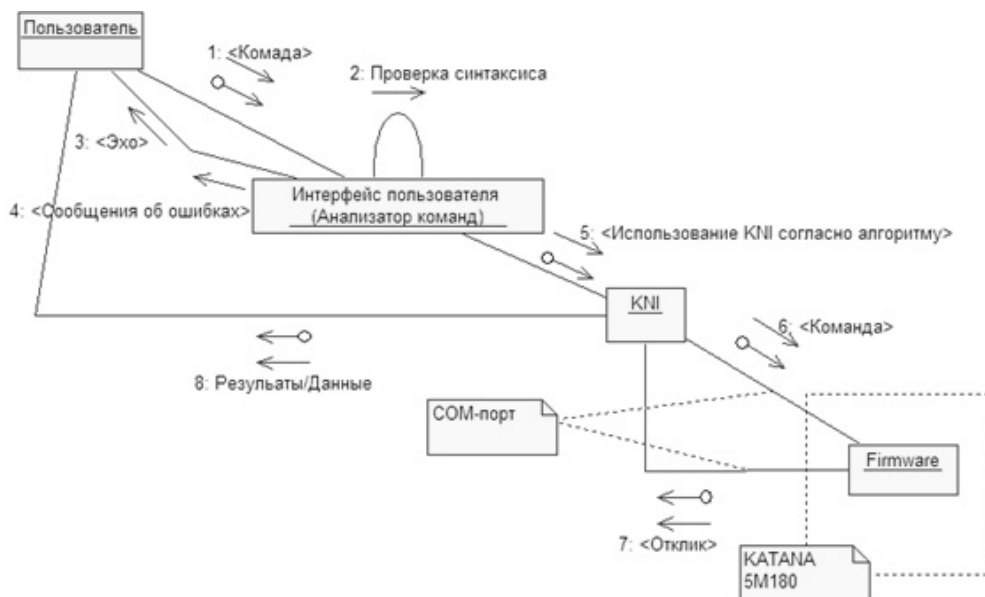 Пользователь
1: <Комада>
2: Проверка синтаксиса
3: <Эхо>
4: <Сообщения об ошибках>
Интерфейс пользователя
(Анализатор команд)
5: <Использование KNI согласно алгоритму>
KNI
6: <Команда>
8: Резульаты/Данные
COM-порт
Firmware
7: <Отклик>
KATANA
5M180